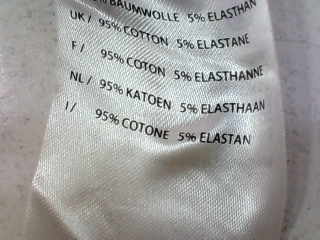 BAUMWOLLE 5% ELASTHAN
UK / 95% COTTON 5% ELASTANE
F / 95% COTON 5% ELASTHANNE
NL / 95% KATOEN 5% ELASTHAAN
I / 95% COTONE 5% ELASTAN